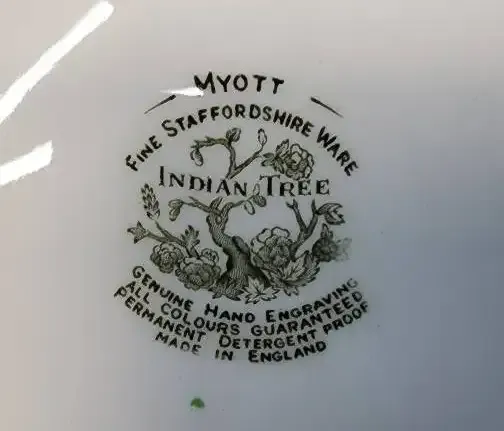 MYOTT
FINE STAFFORDSHIRE WARE
INDIAN TREE
GENUINE HAND ENGRAVING
ALL COLOURS GUARANTEED
PERMANENT DETERGENT PROOF
MADE IN ENGLAND